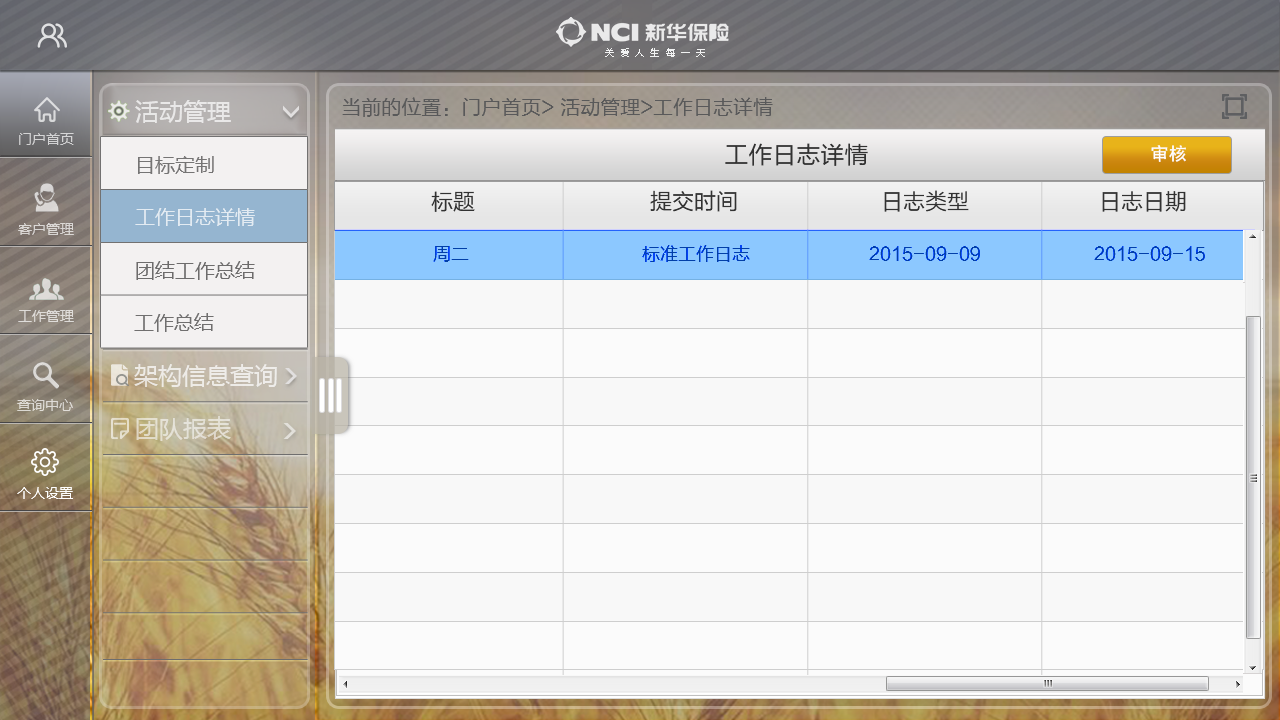 NCI 新华保险
关爱人生每一天
门户首页
客户管理
工作管理
查询中心
个人设置
活动管理
目标定制
工作日志详情
团结工作总结
工作总结
架构信息查询
团队报表
当前的位置：门户首页> 活动管理>工作日志详情
工作日志详情 审核
标题 提交时间 日志类型 日志日期
周二 标准工作日志 2015-09-09 2015-09-15